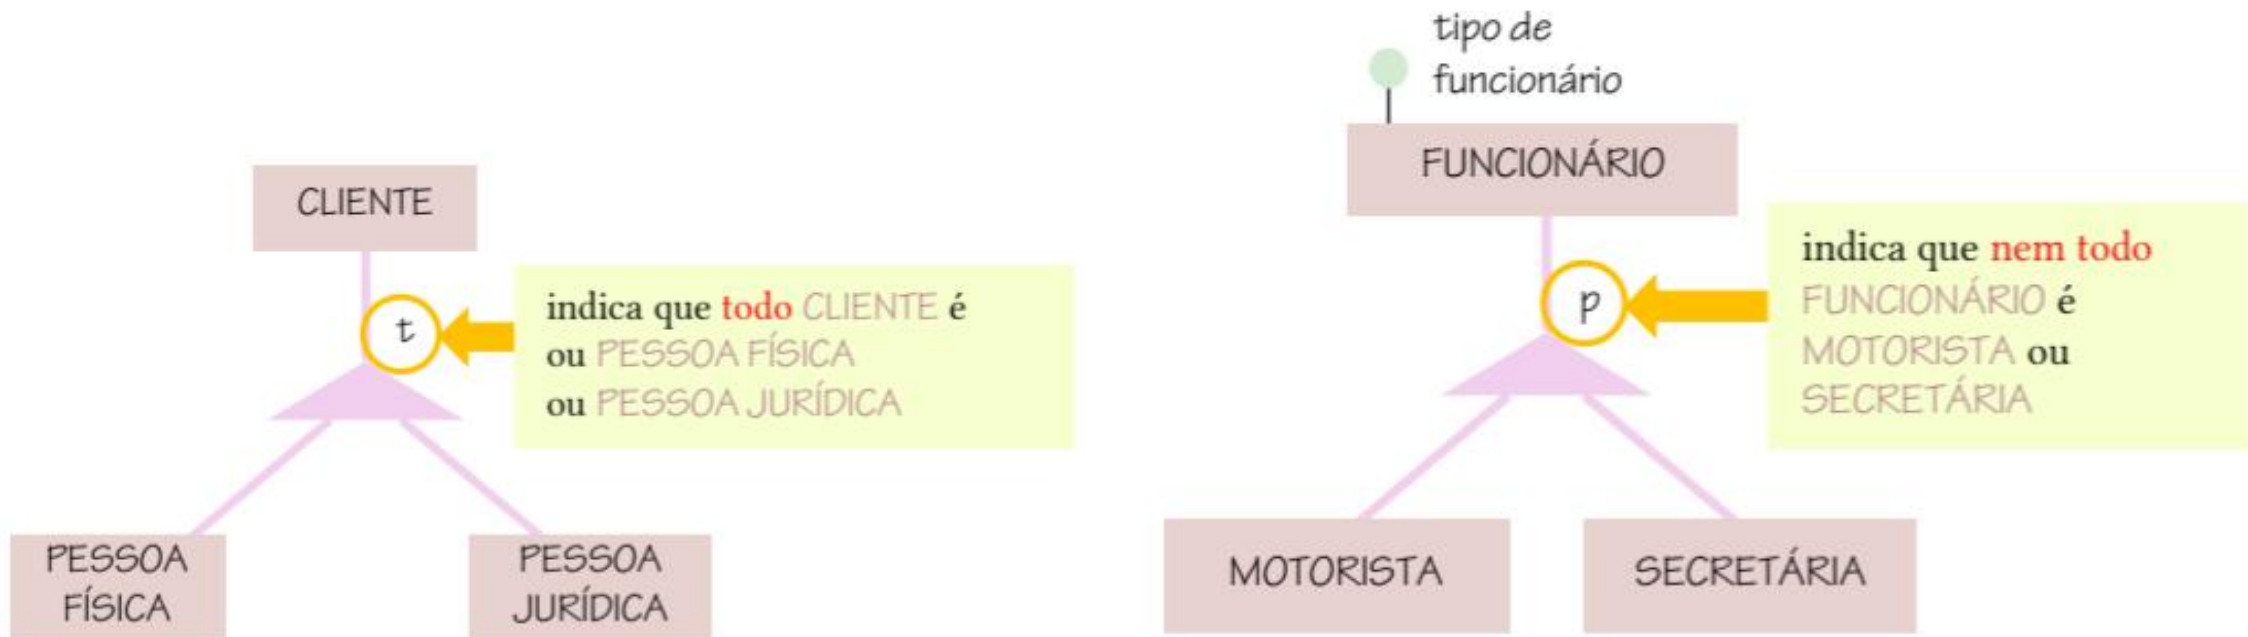 CLIENTE
t
indica que todo CLIENTE é
ou PESSOA FÍSICA
ou PESSOA JURÍDICA
PESSOA
FÍSICA
PESSOA
JURÍDICA
tipo de
funcionário
FUNCIONÁRIO
p
indica que nem todo
FUNCIONÁRIO é
MOTORISTA ou
SECRETÁRIA
MOTORISTA
SECRETÁRIA